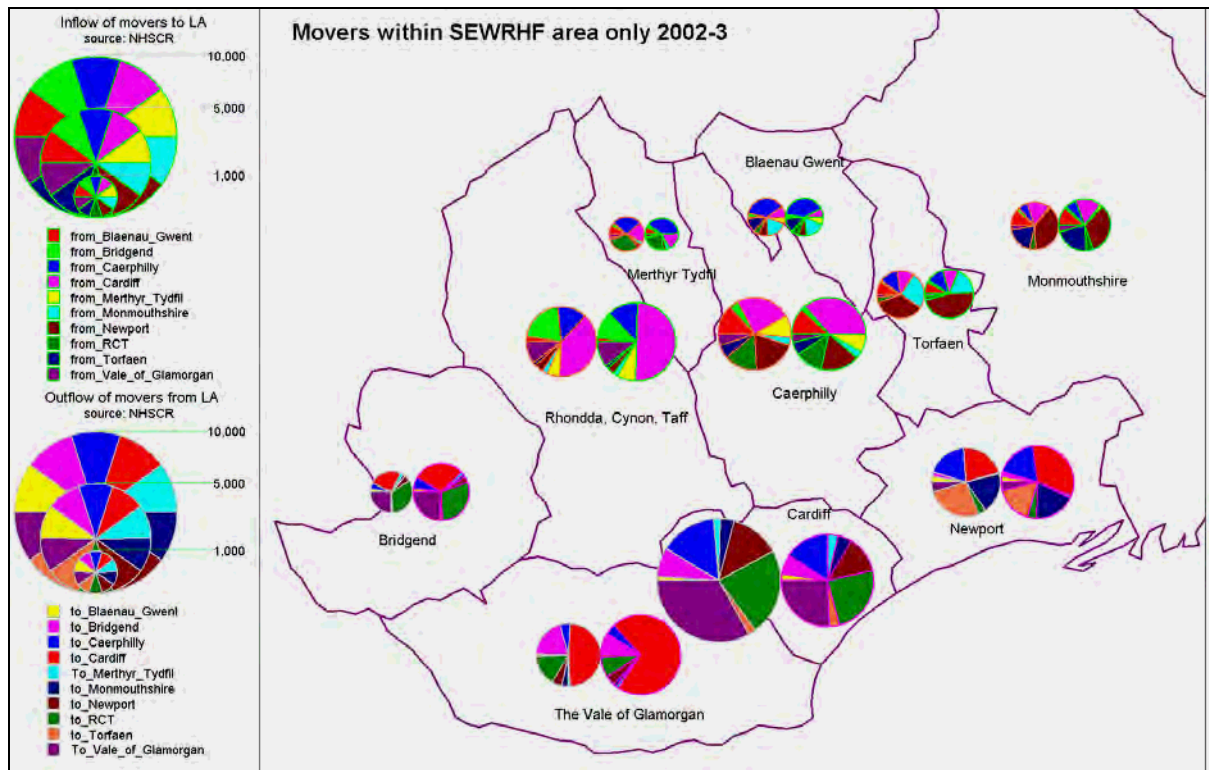 Inflow of movers to LA
source: NHSCR
10,000
5,000
1,000
from_Blaenau_Gwent
from_Bridgend
from_Caerphilly
from_Cardiff
from_Merthyr_Tydfil
from_Monmouthshire
from_Newport
from_RCT
from_Torfaen
from_Vale_of_Glamorgan
Outflow of movers from LA
source: NHSCR
10,000
5,000
1,000
to_Blaenau_Gwent
to_Bridgend
to_Caerphilly
to_Cardiff
To_Merthyr_Tydfil
to_Monmouthshire
to_Newport
to_RCT
to_Torfaen
To_Vale_of_Glamorgan
Movers within SEWRHF area only 2002-3
Blaenau Gwent
Merthyr Tydfil
Monmouthshire
Torfaen
Caerphilly
Rhondda, Cynon, Taff
Cardiff
Newport
Bridgend
The Vale of Glamorgan